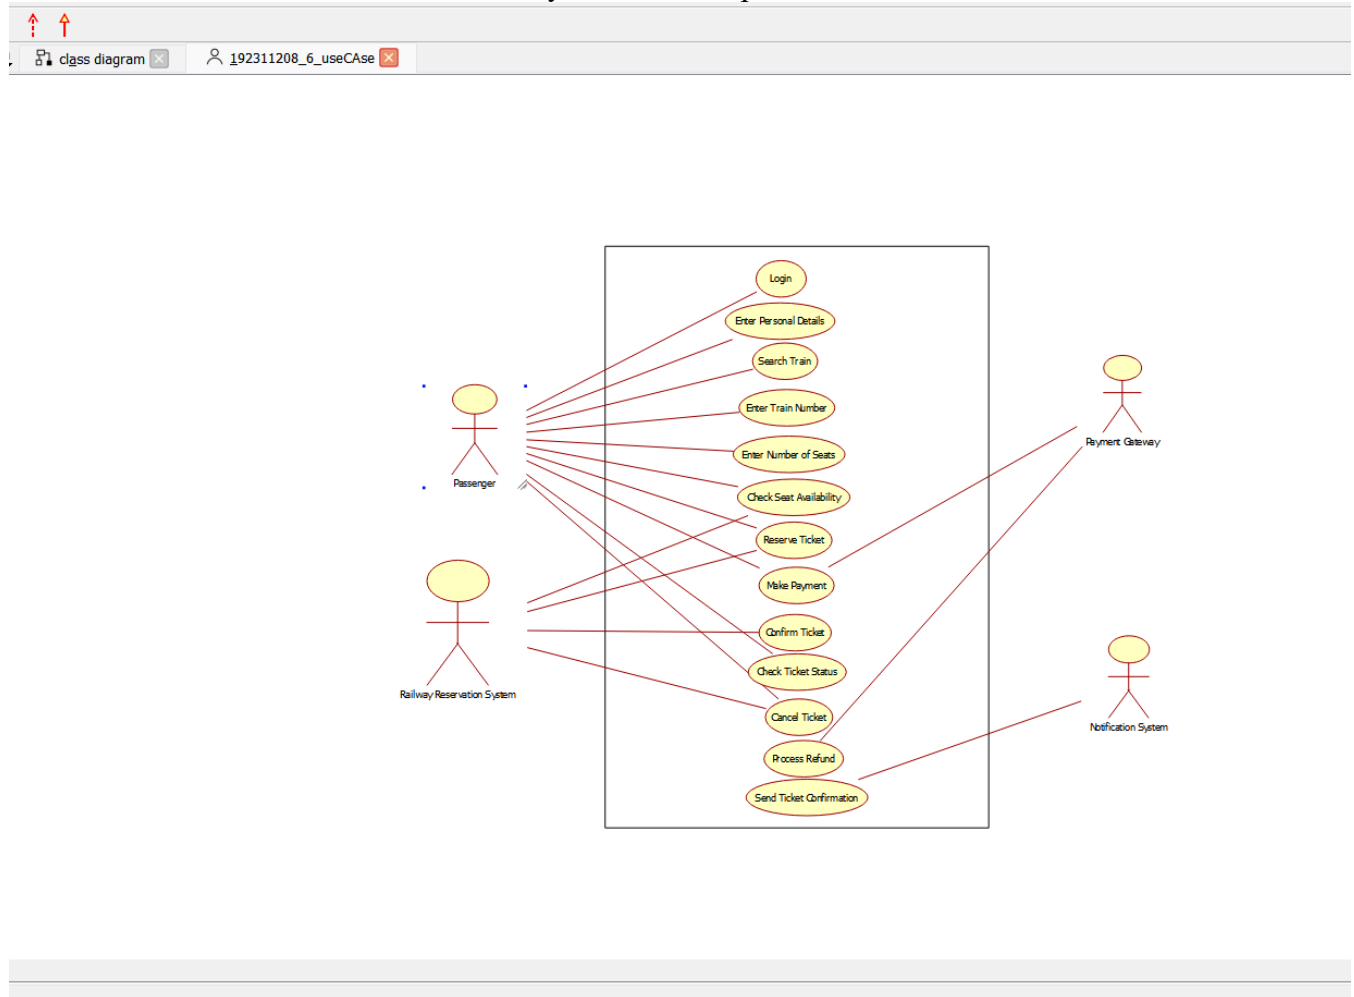 class diagram
192311208_6_useCAse
Login
Enter Personal Details
Search Train
Enter Train Number
Enter Number of Seats
Check Seat Availability
Reserve Ticket
Make Payment
Confirm Ticket
Check Ticket Status
Cancel Ticket
Process Refund
Send Ticket Confirmation
Passenger
Railway Reservation System
Payment Gateway
Notification System